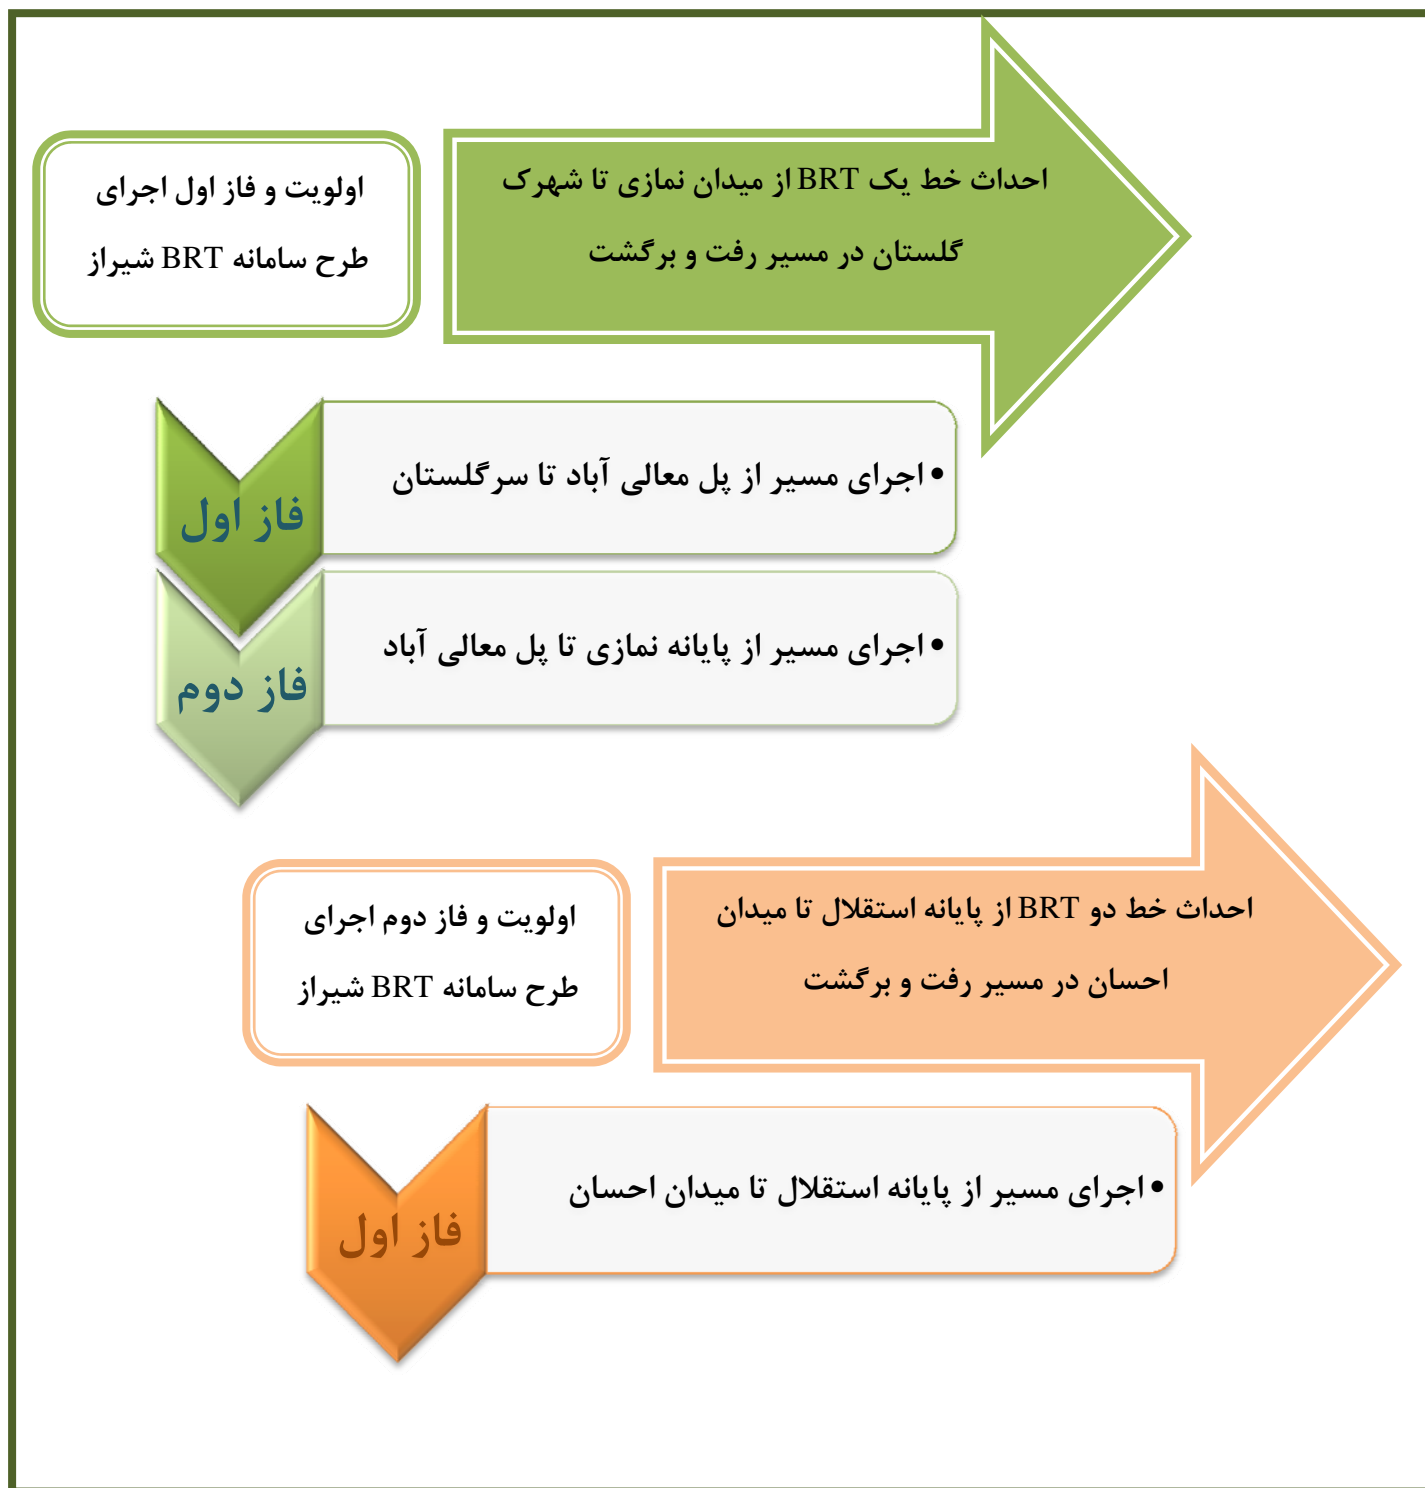 اولویت و فاز اول اجرای
طرح سامانه BRT شیراز
احداث خط یک BRT از میدان نمازی تا شهرک
گلستان در مسیر رفت و برگشت
فاز اول
•اجرای مسیر از پل معالی آباد تا سرگلستان
فاز دوم
•اجرای مسیر از پایانه نمازی تا پل معالی آباد
اولویت و فاز دوم اجرای
طرح سامانه BRT شیراز
احداث خط دو BRT از پایانه استقلال تا میدان
احسان در مسیر رفت و برگشت
فاز اول
•اجرای مسیر از پایانه استقلال تا میدان احسان